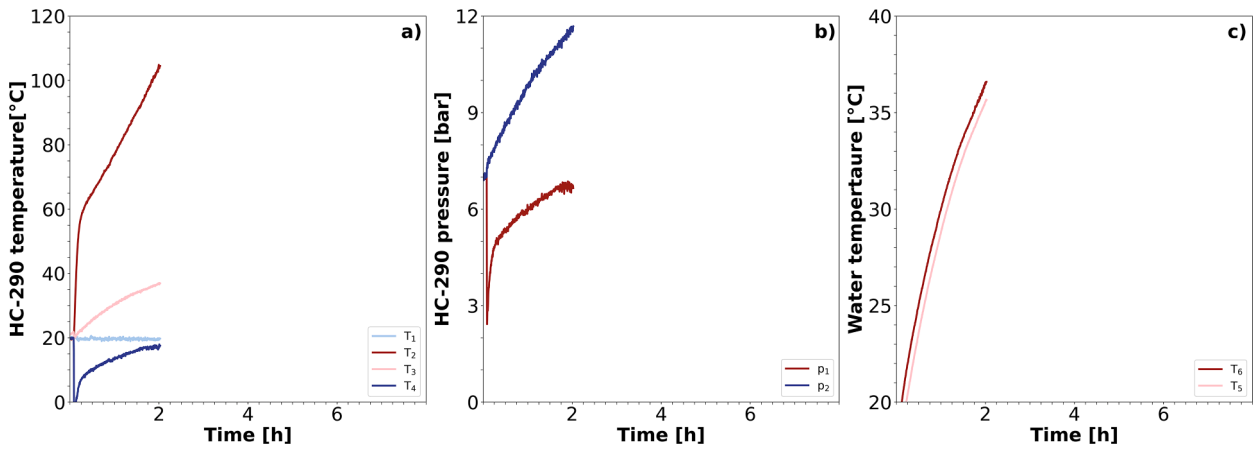 a)
HC-290 temperature[°C]
120
100
80
60
40
20
0
2
4
6
Time [h]
T1
T2
T3
T4
b)
HC-290 pressure [bar]
12
9
6
3
0
2
4
6
Time [h]
p1
p2
c)
Water tempertaure [°C]
40
35
30
25
20
2
4
6
Time [h]
T6
T5